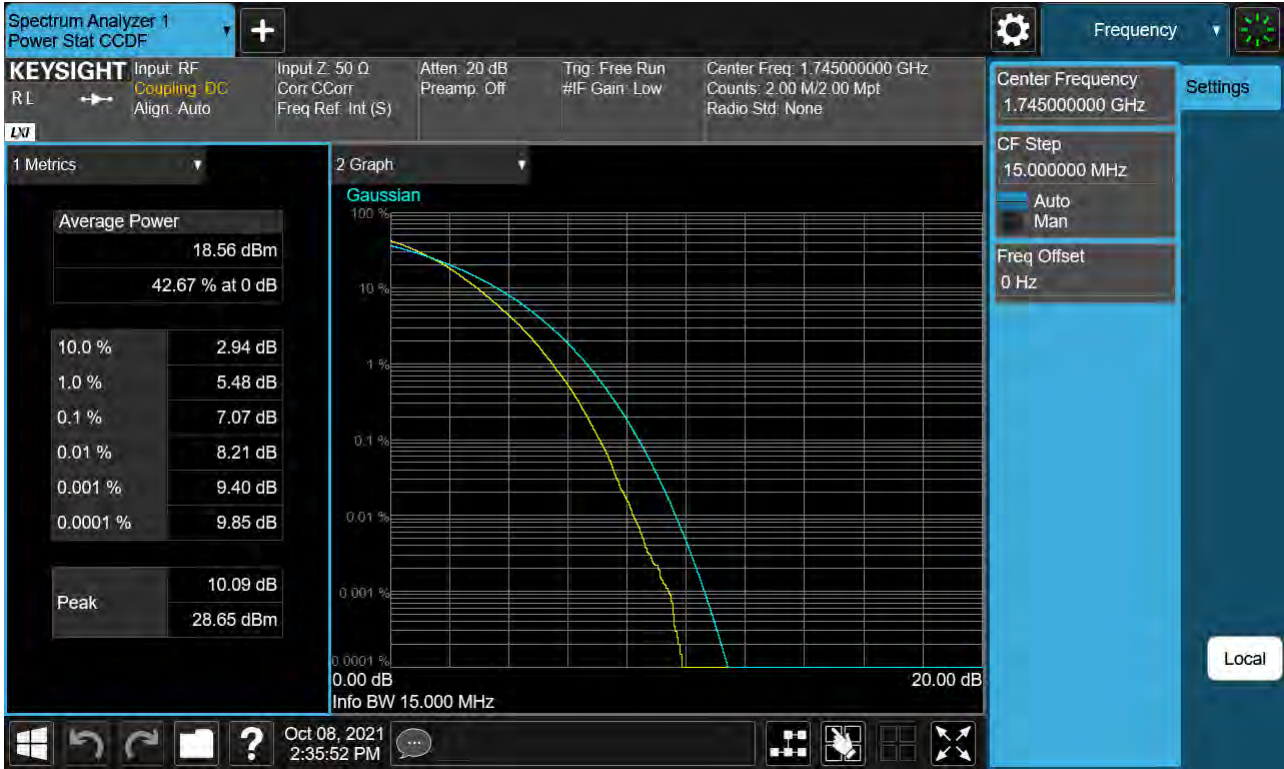 Spectrum Analyzer 1
Power Stat CCDF
Frequency
KEYSIGHT
R L
LXI
Input: RF
Coupling: DC
Align: Auto
Input Z: 50 Ω
Corr CCorr
Freq Ref: Int (S)
Atten: 20 dB
Preamp: Off
Trig: Free Run
#IF Gain: Low
Center Freq: 1.745000000 GHz
Counts: 2.00 M/2.00 Mpt
Radio Std: None
Center Frequency
1.745000000 GHz
CF Step
15.000000 MHz
Auto
Man
Freq Offset
0 Hz
Settings
Local
1 Metrics
Average Power
18.56 dBm
42.67 % at 0 dB
10.0 % 2.94 dB
1.0 % 5.48 dB
0.1 % 7.07 dB
0.01 % 8.21 dB
0.001 % 9.40 dB
0.0001 % 9.85 dB
Peak
10.09 dB
28.65 dBm
2 Graph
Gaussian
100 %
10 %
1 %
0.1 %
0.01 %
0.001 %
0.0001 %
0.00 dB 20.00 dB
Info BW 15.000 MHz
Oct 08, 2021
2:35:52 PM